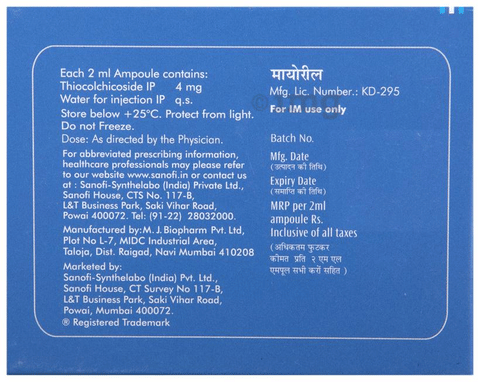 Each 2 ml Ampoule contains:
Thiocolchicoside IP 4 mg
Water for injection IP q.s.
Store below +25°C. Protect from light.
Do not Freeze.
Dose: As directed by the Physician.
For abbreviated prescribing information,
healthcare professionals may please refer
to our website www.sanofi.in or contact us
at : Sanofi-Synthelabo (India) Private Ltd.,
Sanofi House, CTS No. 117-B,
L&T Business Park, Saki Vihar Road,
Powai 400072. Tel: (91-22) 28032000.
Manufactured by: M. J. Biopharm Pvt. Ltd,
Plot No L-7, MIDC Industrial Area,
Taloja, Dist. Raigad, Navi Mumbai 410208
Marketed by:
Sanofi-Synthelabo (India) Pvt. Ltd.,
Sanofi House, CT Survey No 117-B,
L&T Business Park, Saki Vihar Road,
Powai, Mumbai 400072.
® Registered Trademark
मायोरील
Mfg. Lic. Number.: KD-295
For IM use only
Batch No.
Mfg. Date
(उत्पादन की तिथि)
Expiry Date
(समाप्ति की तिथि)
MRP per 2ml
ampoule Rs.
Inclusive of all taxes
(अधिकतम फुटकर
कीमत प्रति २ एम एल
एमपूल सभी करों सहित )